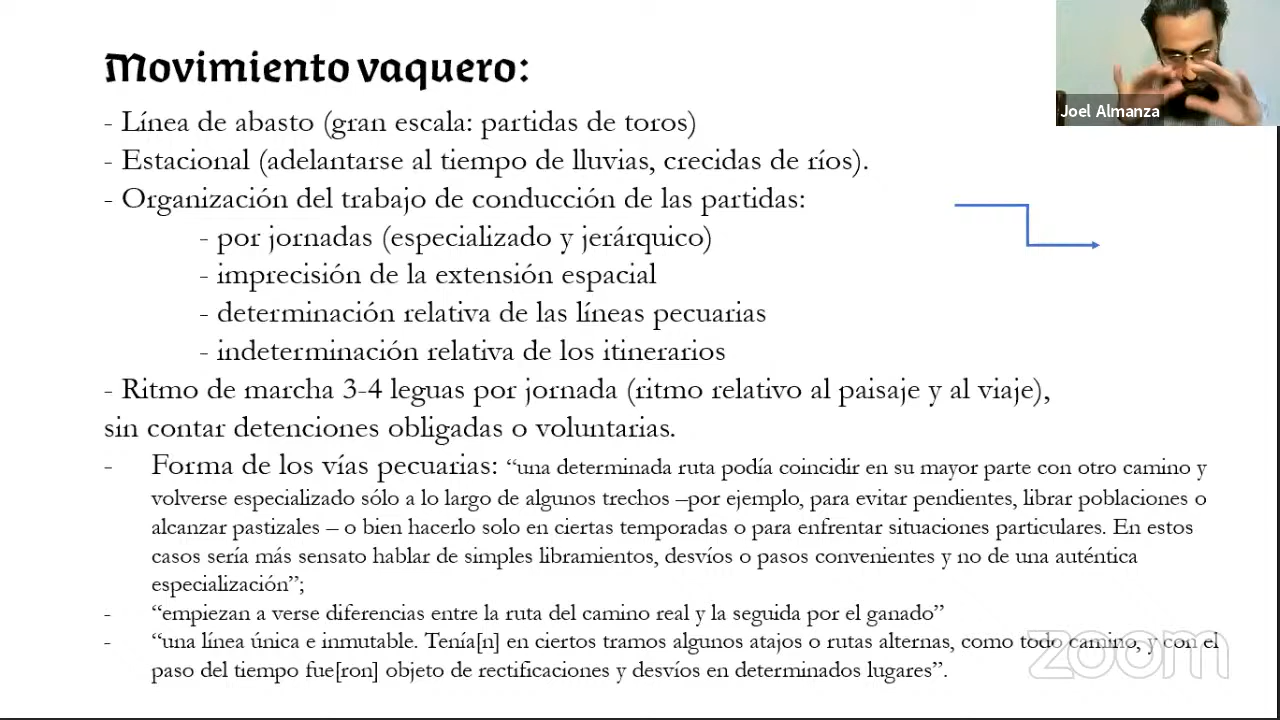 Movimiento vaquero:
Joel Almanza
- Línea de abasto (gran escala: partidas de toros)
- Estacional (adelantarse al tiempo de lluvias, crecidas de ríos).
- Organización del trabajo de conducción de las partidas:
- por jornadas (especializado y jerárquico)
- imprecisión de la extensión espacial
- determinación relativa de las líneas pecuarias
- indeterminación relativa de los itinerarios
- Ritmo de marcha 3-4 leguas por jornada (ritmo relativo al paisaje y al viaje),
sin contar detenciones obligadas o voluntarias.
- Forma de los vías pecuarias: “una determinada ruta podía coincidir en su mayor parte con otro camino y
volverse especializado sólo a lo largo de algunos trechos –por ejemplo, para evitar pendientes, librar poblaciones o
alcanzar pastizales – o bien hacerlo solo en ciertas temporadas o para enfrentar situaciones particulares. En estos
casos sería más sensato hablar de simples libramientos, desvíos o pasos convenientes y no de una auténtica
especialización”;
- “empiezan a verse diferencias entre la ruta del camino real y la seguida por el ganado”
- “una línea única e inmutable. Tenía[n] en ciertos tramos algunos atajos o rutas alternas, como todo camino, y con el
paso del tiempo fue[ron] objeto de rectificaciones y desvíos en determinados lugares”.
zoom